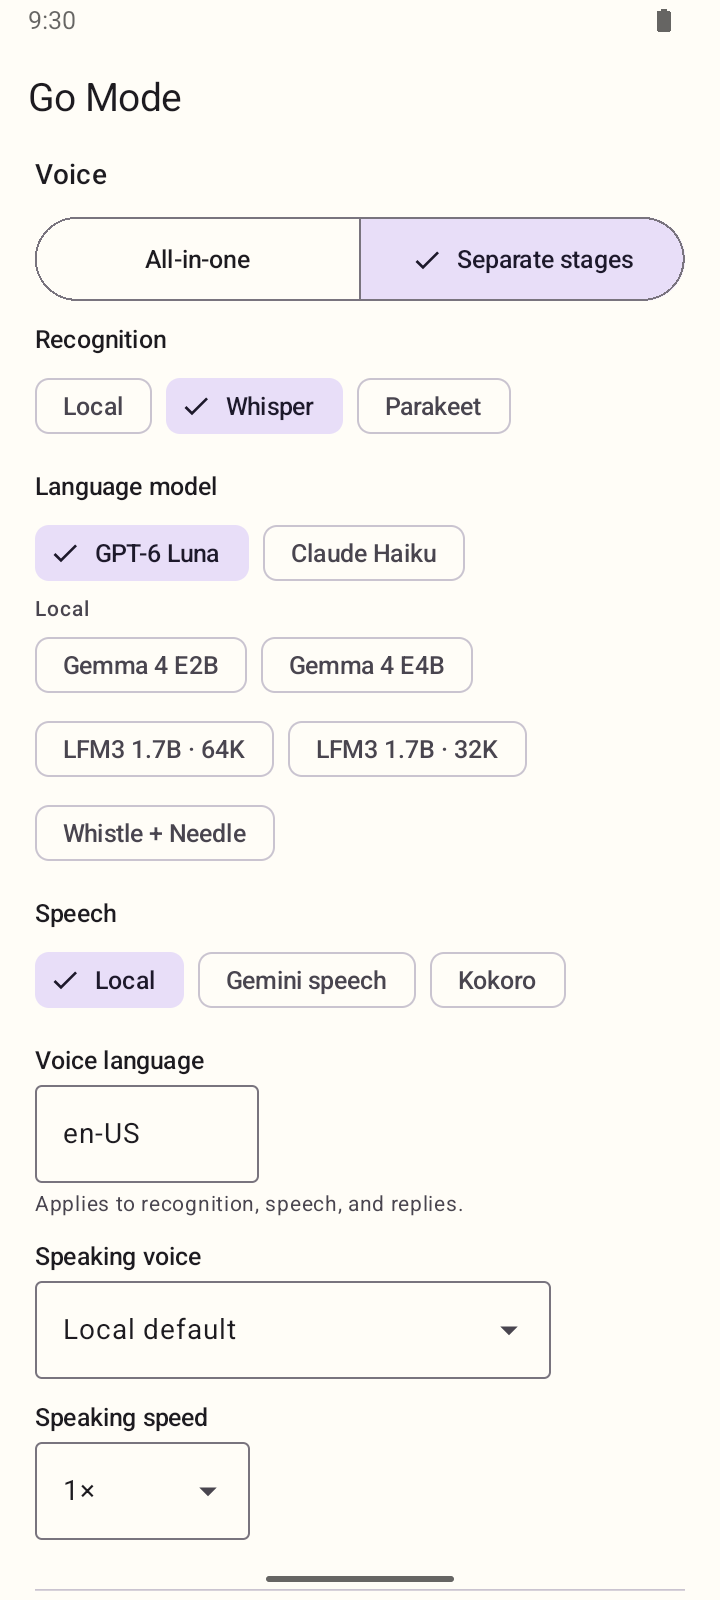 9:30
Go Mode
Voice
All-in-one
Separate stages
Recognition
Local
Whisper
Parakeet
Language model
GPT-6 Luna
Claude Haiku
Local
Gemma 4 E2B
Gemma 4 E4B
LFM3 1.7B · 64K
LFM3 1.7B · 32K
Whistle + Needle
Speech
Local
Gemini speech
Kokoro
Voice language
en-US
Applies to recognition, speech, and replies.
Speaking voice
Local default
Speaking speed
1×